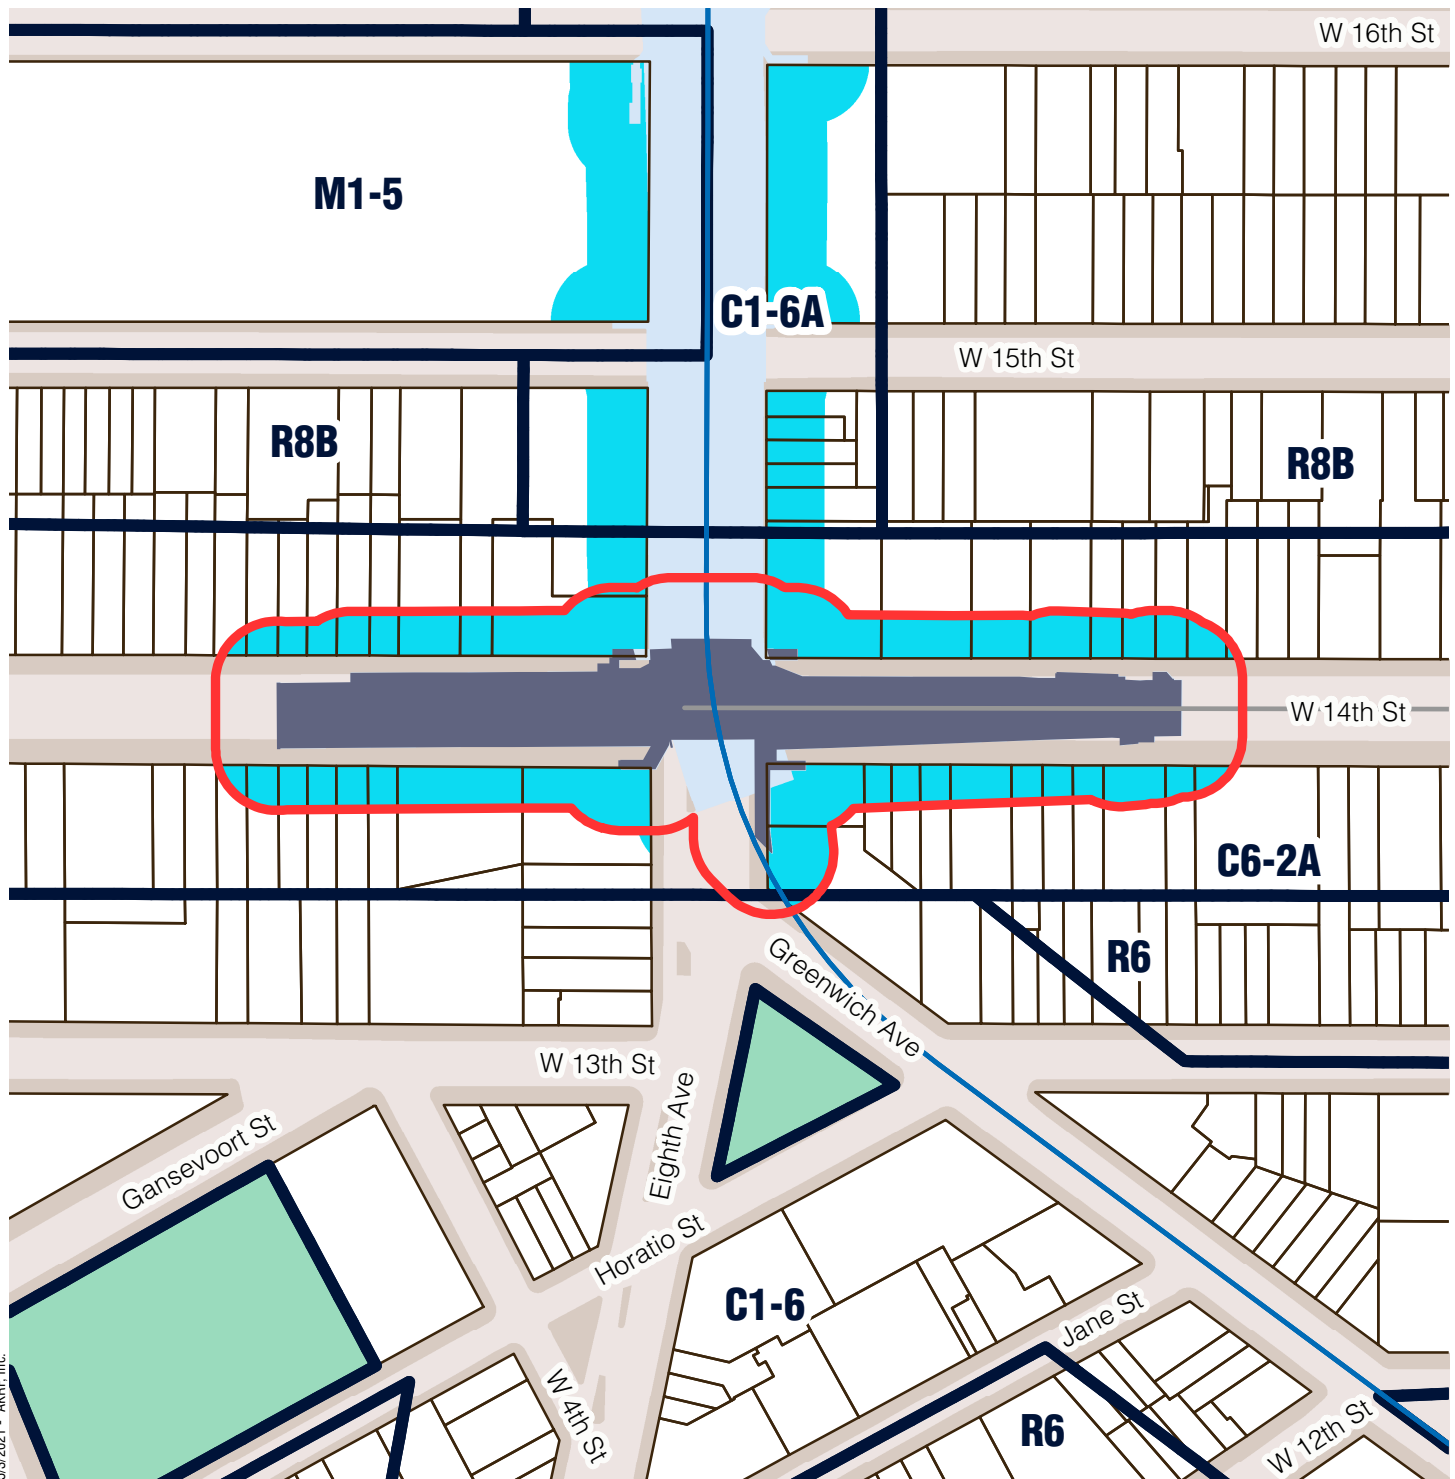 W 16th St
M1-5
C1-6A
W 15th St
R8B
R8B
W 14th St
C6-2A
R6
Greenwich Ave
W 13th St
Eighth Ave
Gansevoort St
Horatio St
C1-6
Jane St
W 4th St
R6
W 12th St